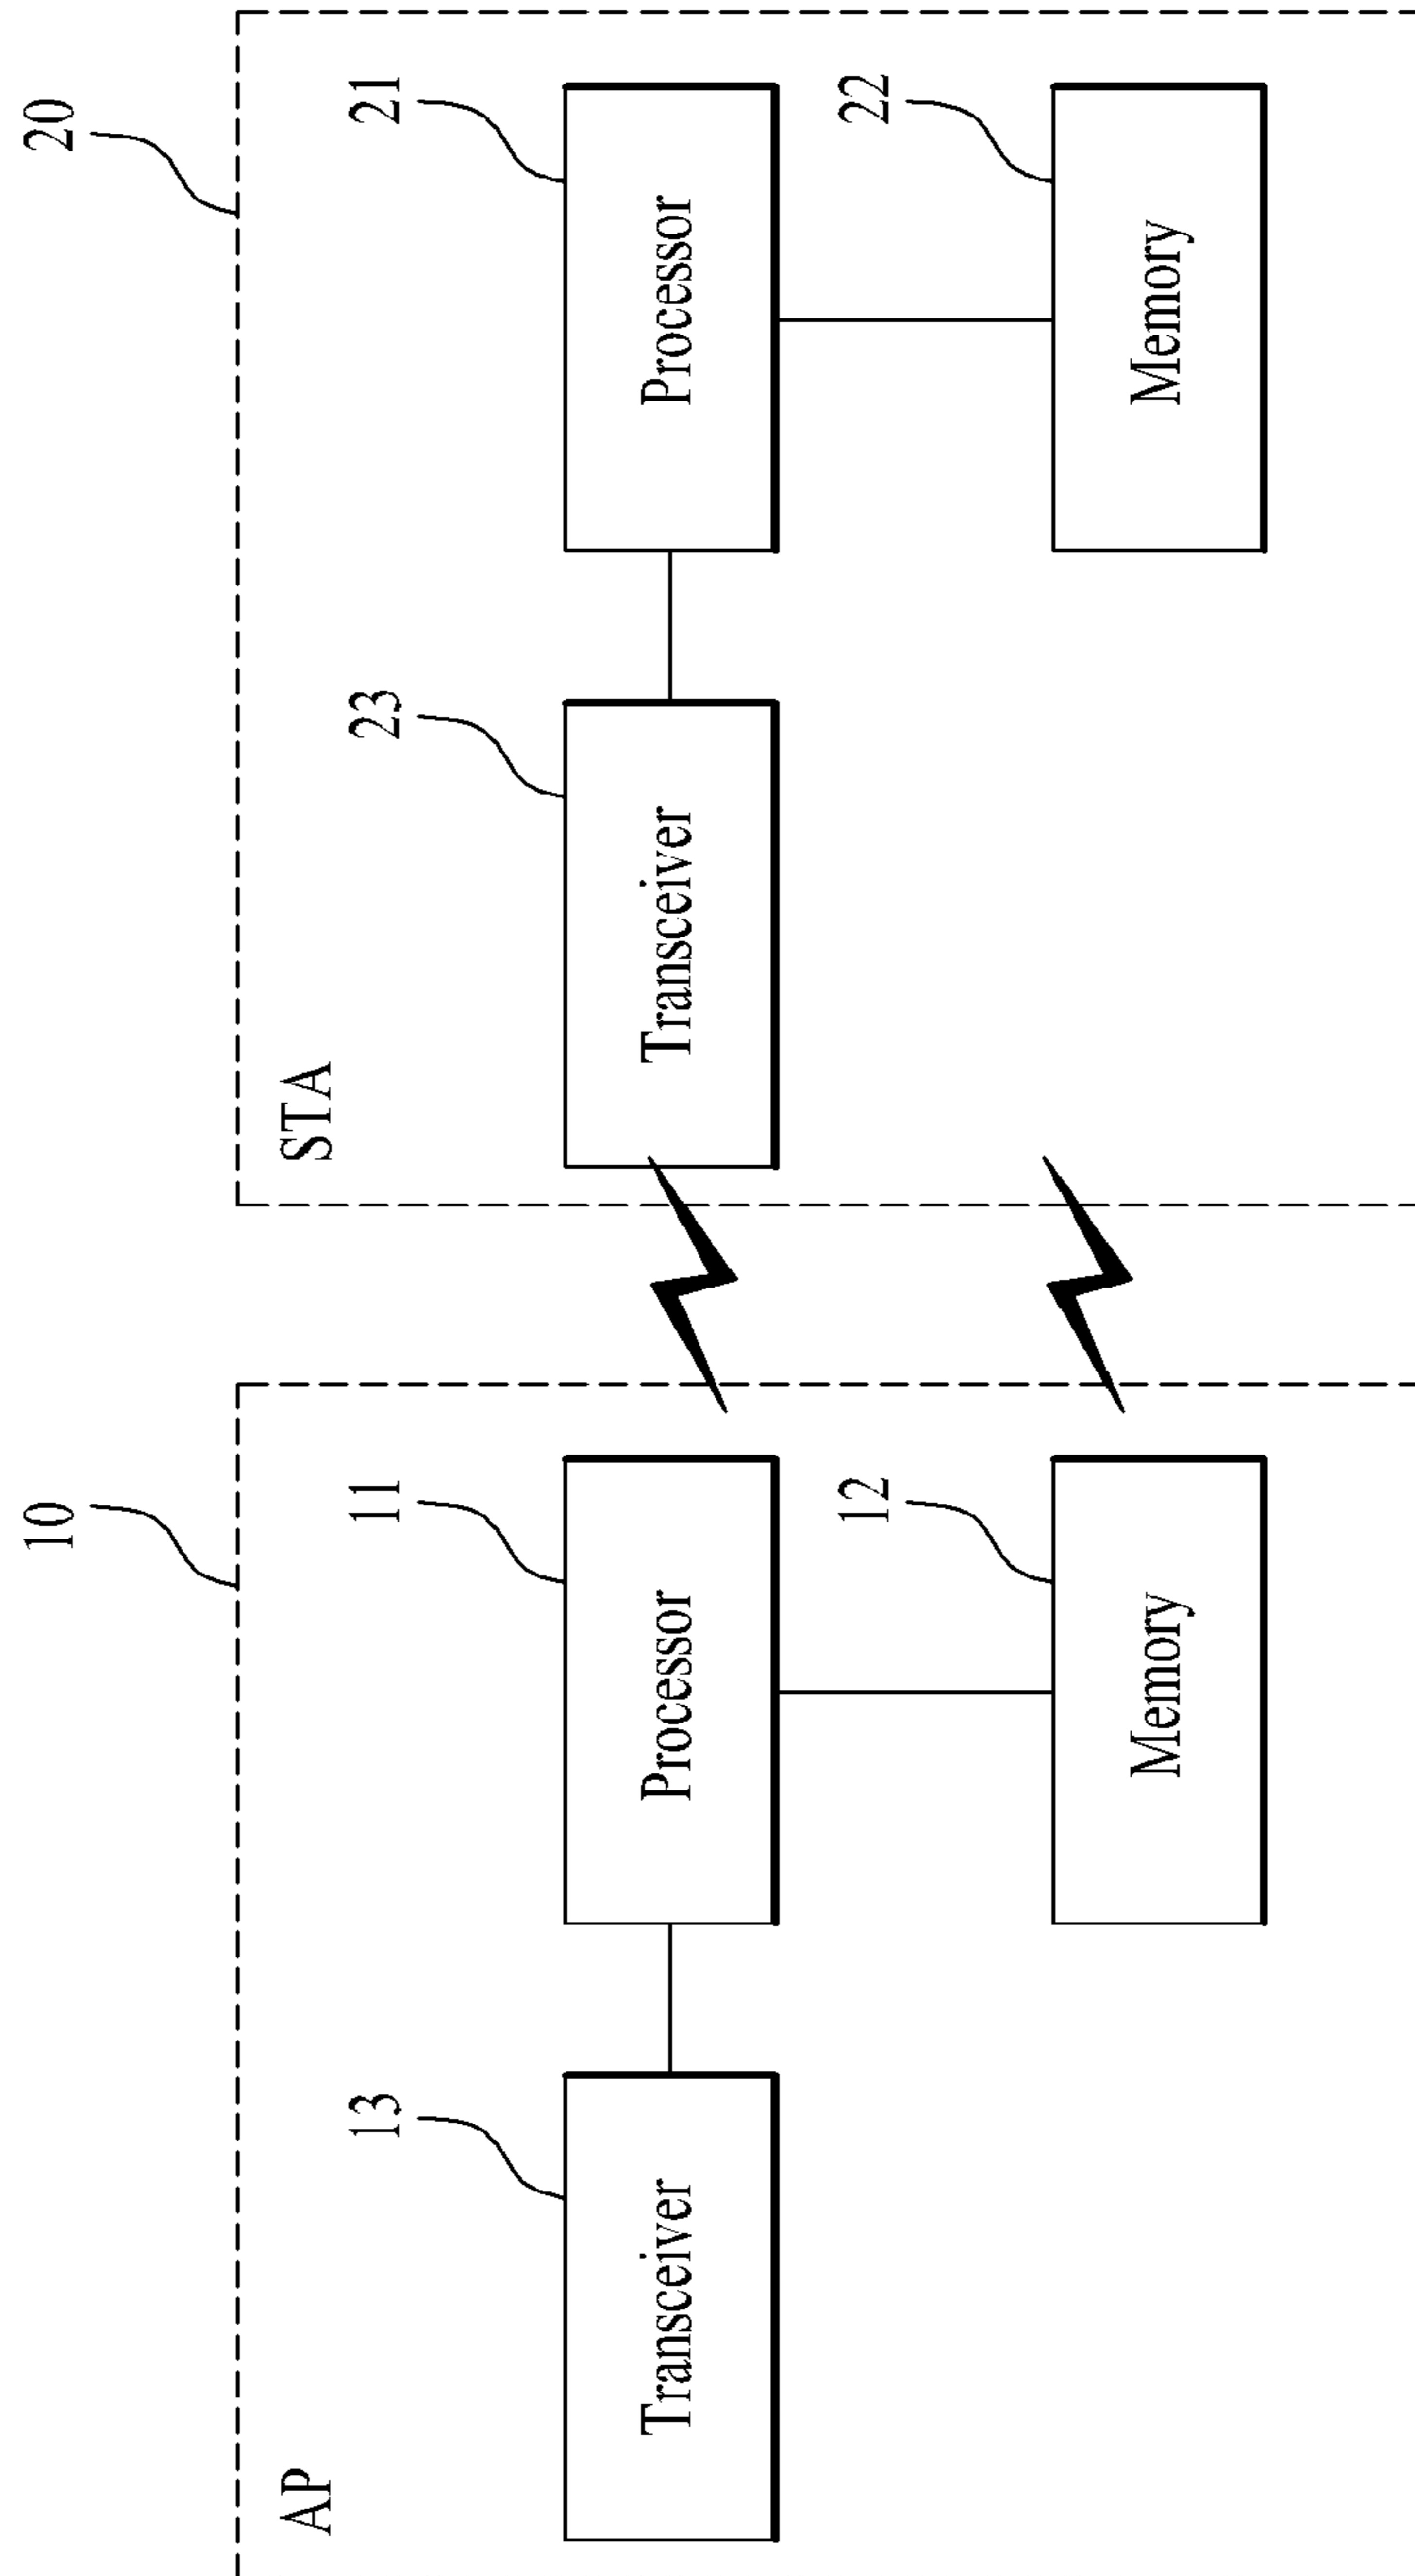 10
20
AP
STA
13
11
23
21
Transceiver
Processor
Transceiver
Processor
12
22
Memory
Memory